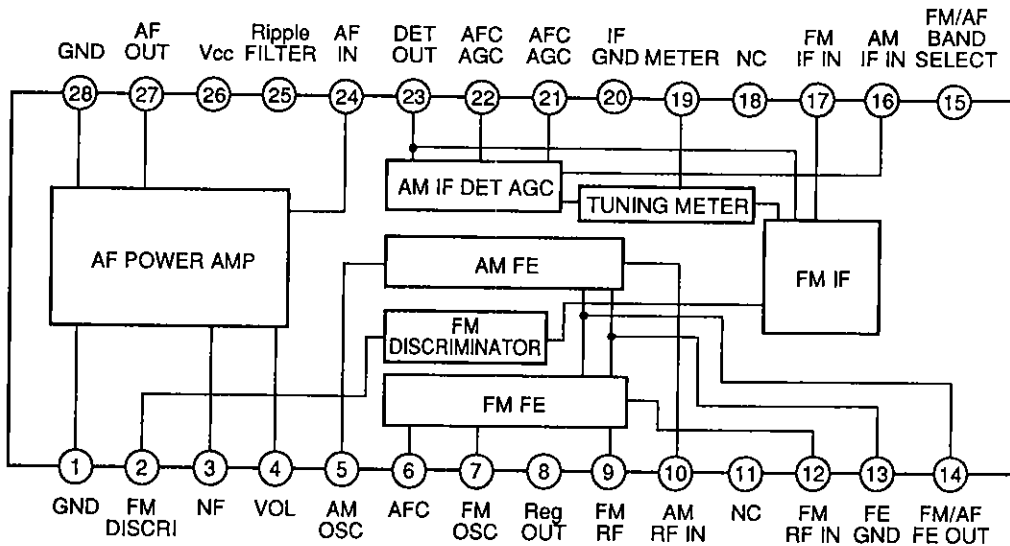 GND
AF
OUT
Vcc
Ripple
FILTER
AF
IN
DET
OUT
AFC
AGC
AFC
AGC
IF
GND
METER
NC
FM
IF IN
AM
IF IN
FM/AF
BAND
SELECT
28
27
26
25
24
23
22
21
20
19
18
17
16
15
AM IF DET AGC
TUNING METER
AF POWER AMP
AM FE
FM IF
FM
DISCRIMINATOR
FM FE
1
2
3
4
5
6
7
8
9
10
11
12
13
14
GND
FM
DISCRI
NF
VOL
AM
OSC
AFC
FM
OSC
Reg
OUT
FM
RF
AM
RF IN
NC
FM
RF IN
FE
GND
FM/AF
FE OUT